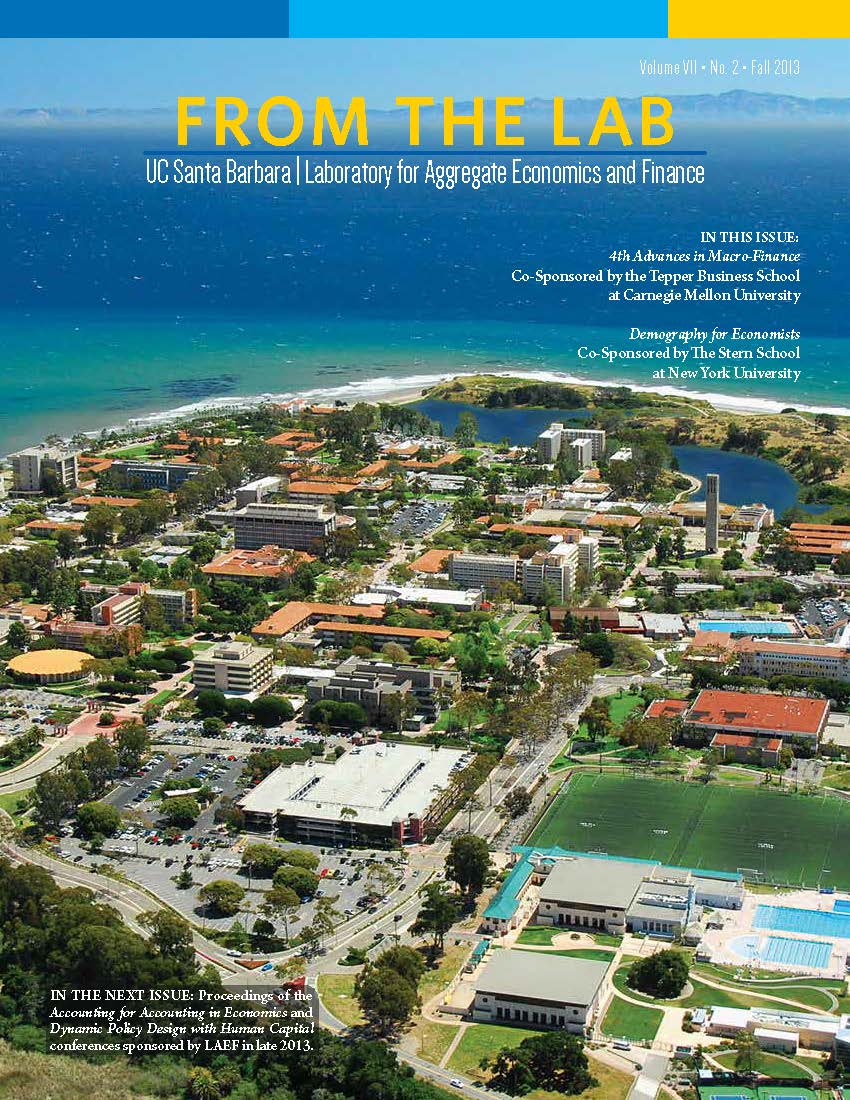 Volume VII • No. 2 • Fall 2013
FROM THE LAB
UC Santa Barbara | Laboratory for Aggregate Economics and Finance
IN THIS ISSUE:
4th Advances in Macro-Finance
Co-Sponsored by the Tepper Business School
at Carnegie Mellon University
Demography for Economists
Co-Sponsored by The Stern School
at New York University
IN THE NEXT ISSUE: Proceedings of the
Accounting for Accounting in Economics and
Dynamic Policy Design with Human Capital
conferences sponsored by LAEF in late 2013.